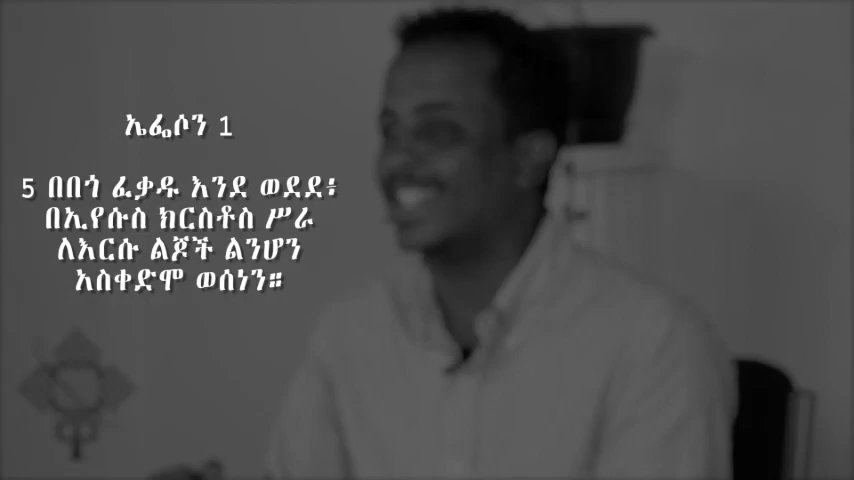 ኤፌሶን 1
5 በበጎ ፈቃዱ እንደ ወደደ፥
በኢየሱስ ክርስቶስ ሥራ
ለእርሱ ልጆች ልንሆን
አስቀድሞ ወሰነን።